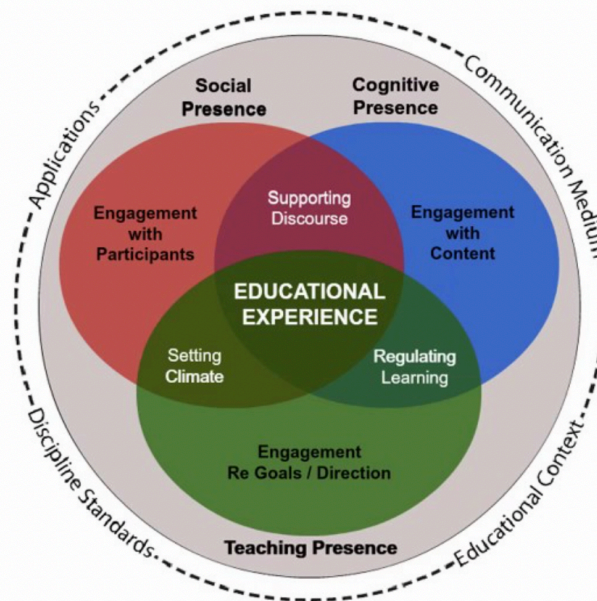 Social
Presence
Cognitive
Presence
Applications
Communication Medium
Engagement
with
Participants
Supporting
Discourse
Engagement
with
Content
EDUCATIONAL
EXPERIENCE
Setting
Climate
Regulating
Learning
Engagement
Re Goals / Direction
Discipline Standards
Educational Context
Teaching Presence